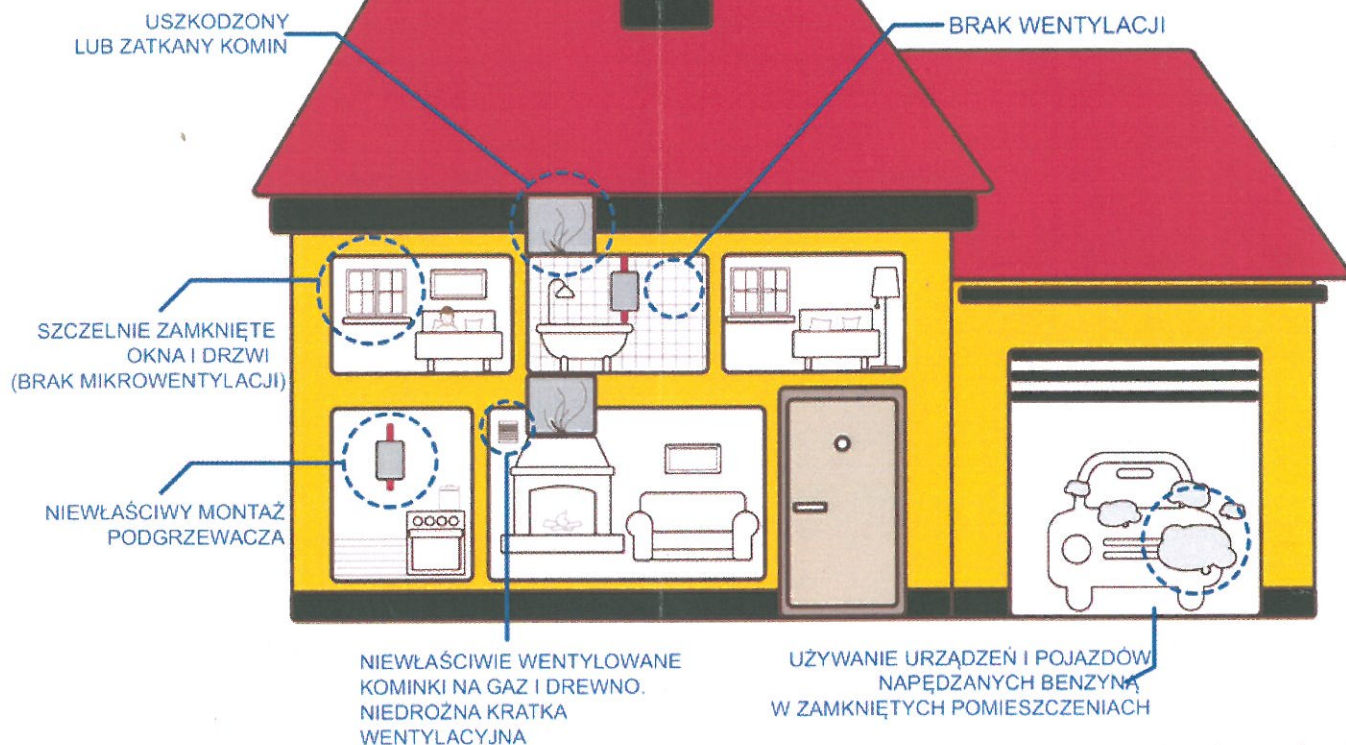 USZKODZONY
LUB ZATKANY KOMIN
BRAK WENTYLACJI
SZCZELNIE ZAMKNIĘTE
OKNA I DRZWI
(BRAK MIKROWENTYLACJI)
NIEWŁAŚCIWY MONTAŻ
PODGRZEWACZA
NIEWŁAŚCIWIE WENTYLOWANE
KOMINKI NA GAZ I DREWNO.
NIEDROŻNA KRATKA
WENTYLACYJNA
UŻYWANIE URZĄDZEŃ I POJAZDÓW
NAPĘDZANYCH BENZYNĄ
W ZAMKNIĘTYCH POMIESZCZENIACH